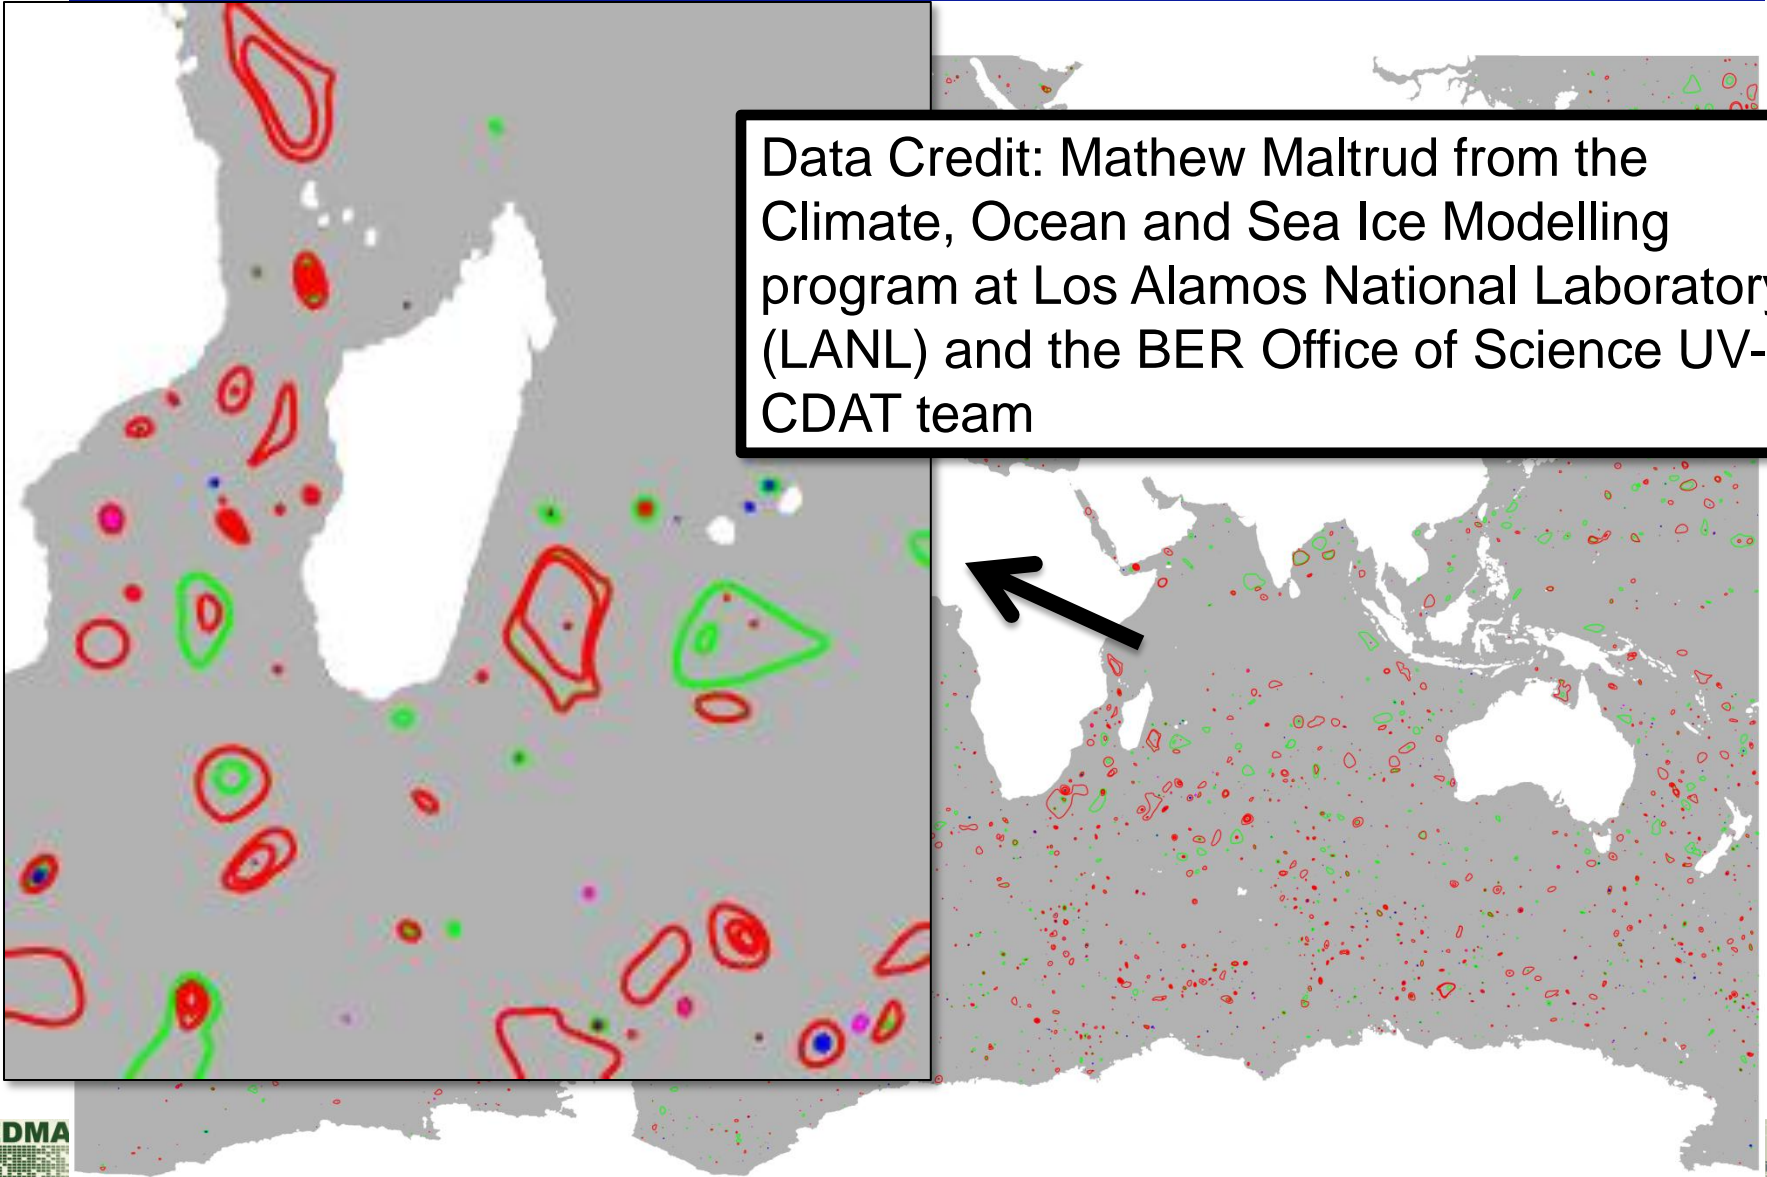 Data Credit: Mathew Maltrud from the
Climate, Ocean and Sea Ice Modelling
program at Los Alamos National Laboratory
(LANL) and the BER Office of Science UV-
CDAT team
DMA